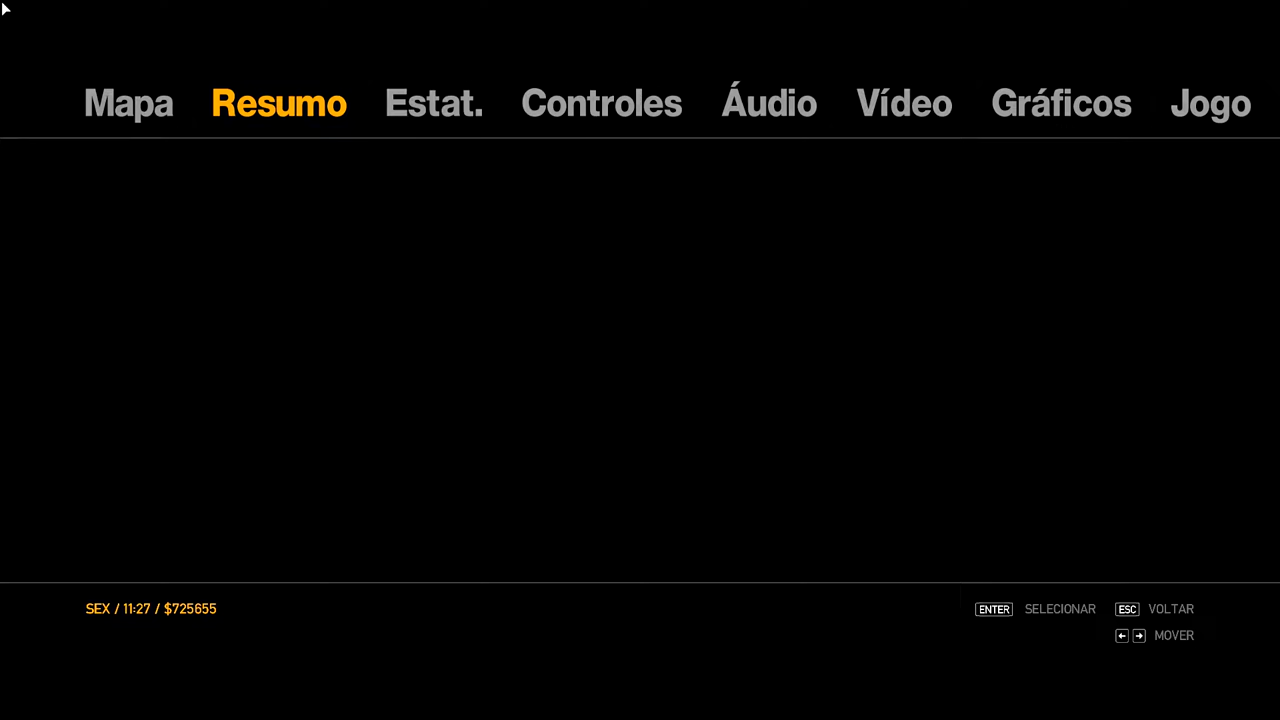 Mapa Resumo Estat. Controles Áudio Vídeo Gráficos Jogo
SEX / 11:27 / $725655
ENTER SELECIONAR ESC VOLTAR
← → MOVER